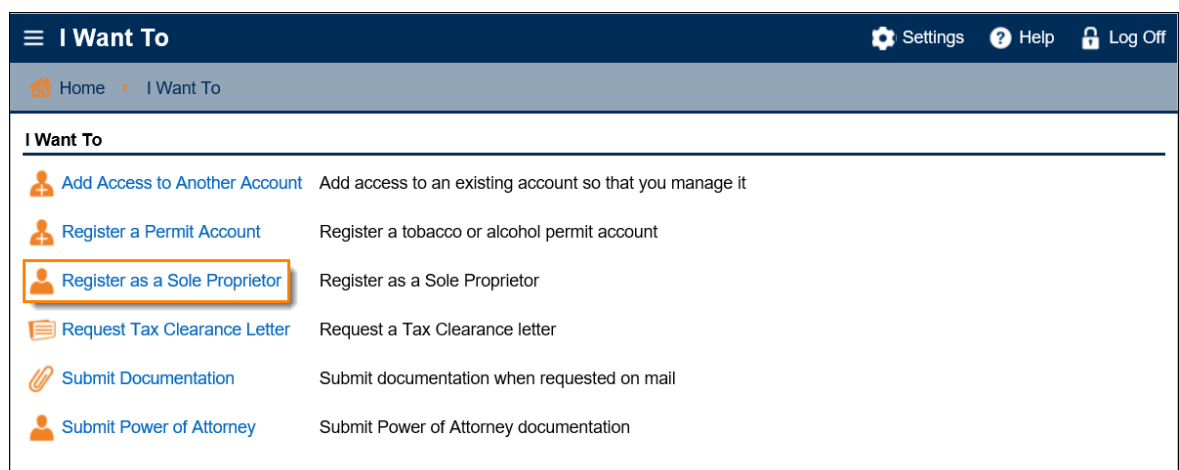 I Want To Settings Help Log Off
Home I Want To
I Want To
Add Access to Another Account Add access to an existing account so that you manage it
Register a Permit Account Register a tobacco or alcohol permit account
Register as a Sole Proprietor Register as a Sole Proprietor
Request Tax Clearance Letter Request a Tax Clearance letter
Submit Documentation Submit documentation when requested on mail
Submit Power of Attorney Submit Power of Attorney documentation